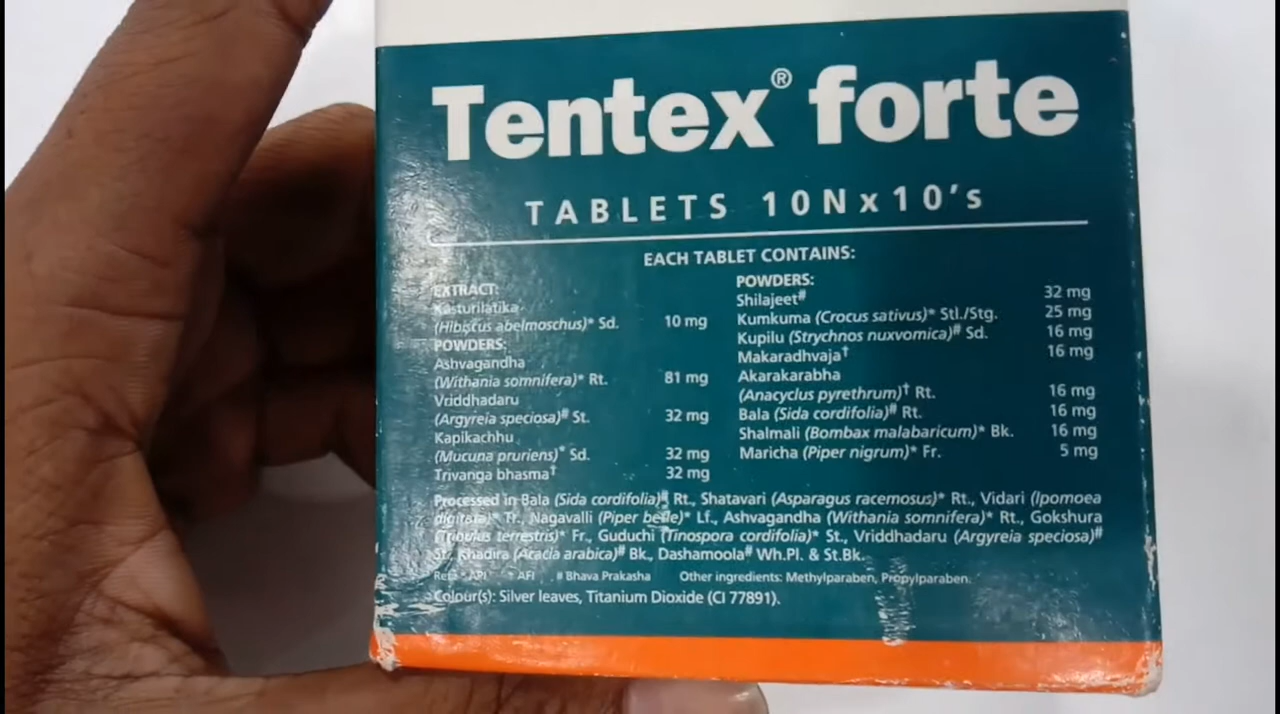 Tentex® forte
TABLETS 10N x 10's
EACH TABLET CONTAINS:
EXTRACT:
Kasturilatika
(Hibiscus abelmoschus)* Sd. 10 mg
POWDERS:
Ashvagandha
(Withania somnifera)* Rt. 81 mg
Vriddhadaru
(Argyreia speciosa)# St. 32 mg
Kapikachhu
(Mucuna pruriens)* Sd. 32 mg
Trivanga bhasma† 32 mg
POWDERS:
Shilajeet# 32 mg
Kumkuma (Crocus sativus)* Stl./Stg. 25 mg
Kupilu (Strychnos nuxvomica)# Sd. 16 mg
Makaradhvaja† 16 mg
Akarakarabha
(Anacyclus pyrethrum)† Rt. 16 mg
Bala (Sida cordifolia)# Rt. 16 mg
Shalmali (Bombax malabaricum)* Bk. 16 mg
Maricha (Piper nigrum)* Fr. 5 mg
Processed in Bala (Sida cordifolia)# Rt., Shatavari (Asparagus racemosus)* Rt., Vidari (Ipomoea
digitata)* Tr., Nagavalli (Piper betle)* Lf., Ashvagandha (Withania somnifera)* Rt., Gokshura
(Tribulus terrestris)* Fr., Guduchi (Tinospora cordifolia)* St., Vriddhadaru (Argyreia speciosa)#
St., Khadira (Acacia arabica)# Bk., Dashamoola# Wh.Pl. & St.Bk.
* API † AFI # Bhava Prakasha Other ingredients: Methylparaben, Propylparaben.
Colour(s): Silver leaves, Titanium Dioxide (CI 77891).